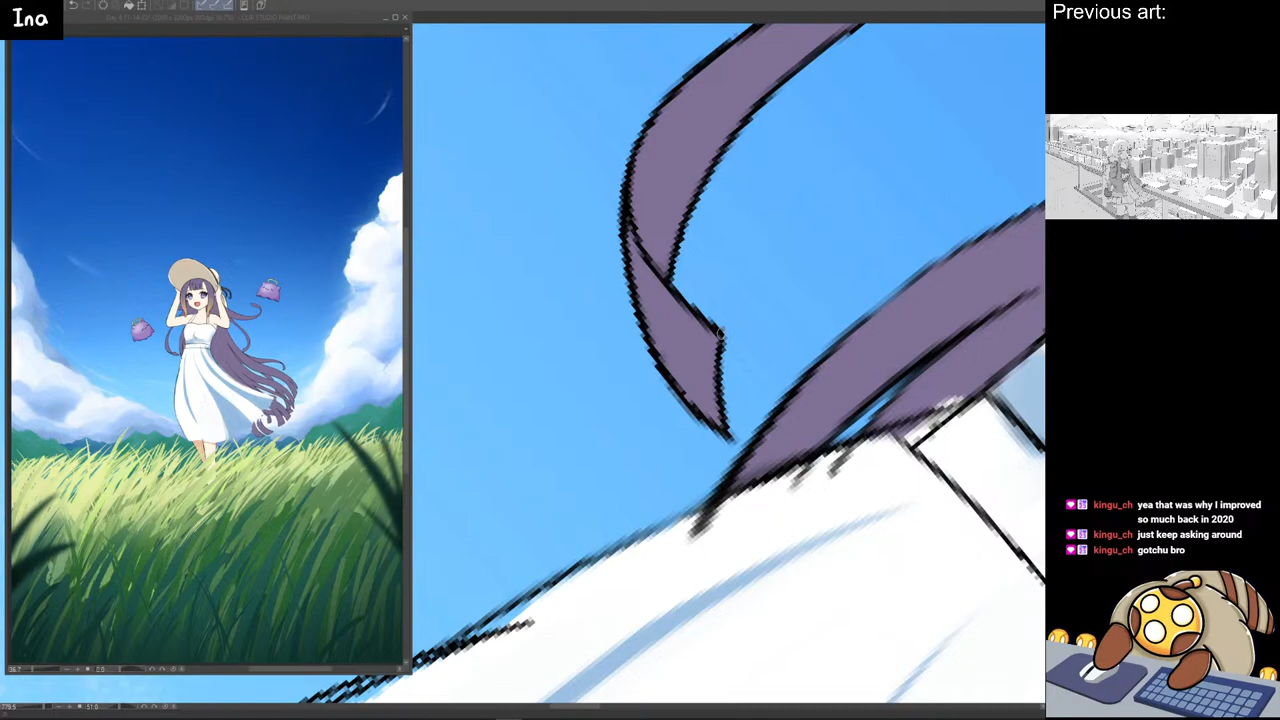 Ina
Previous art:
kingu_ch yea that was why I improved
so much back in 2020
kingu_ch just keep asking around
kingu_ch gotchu bro